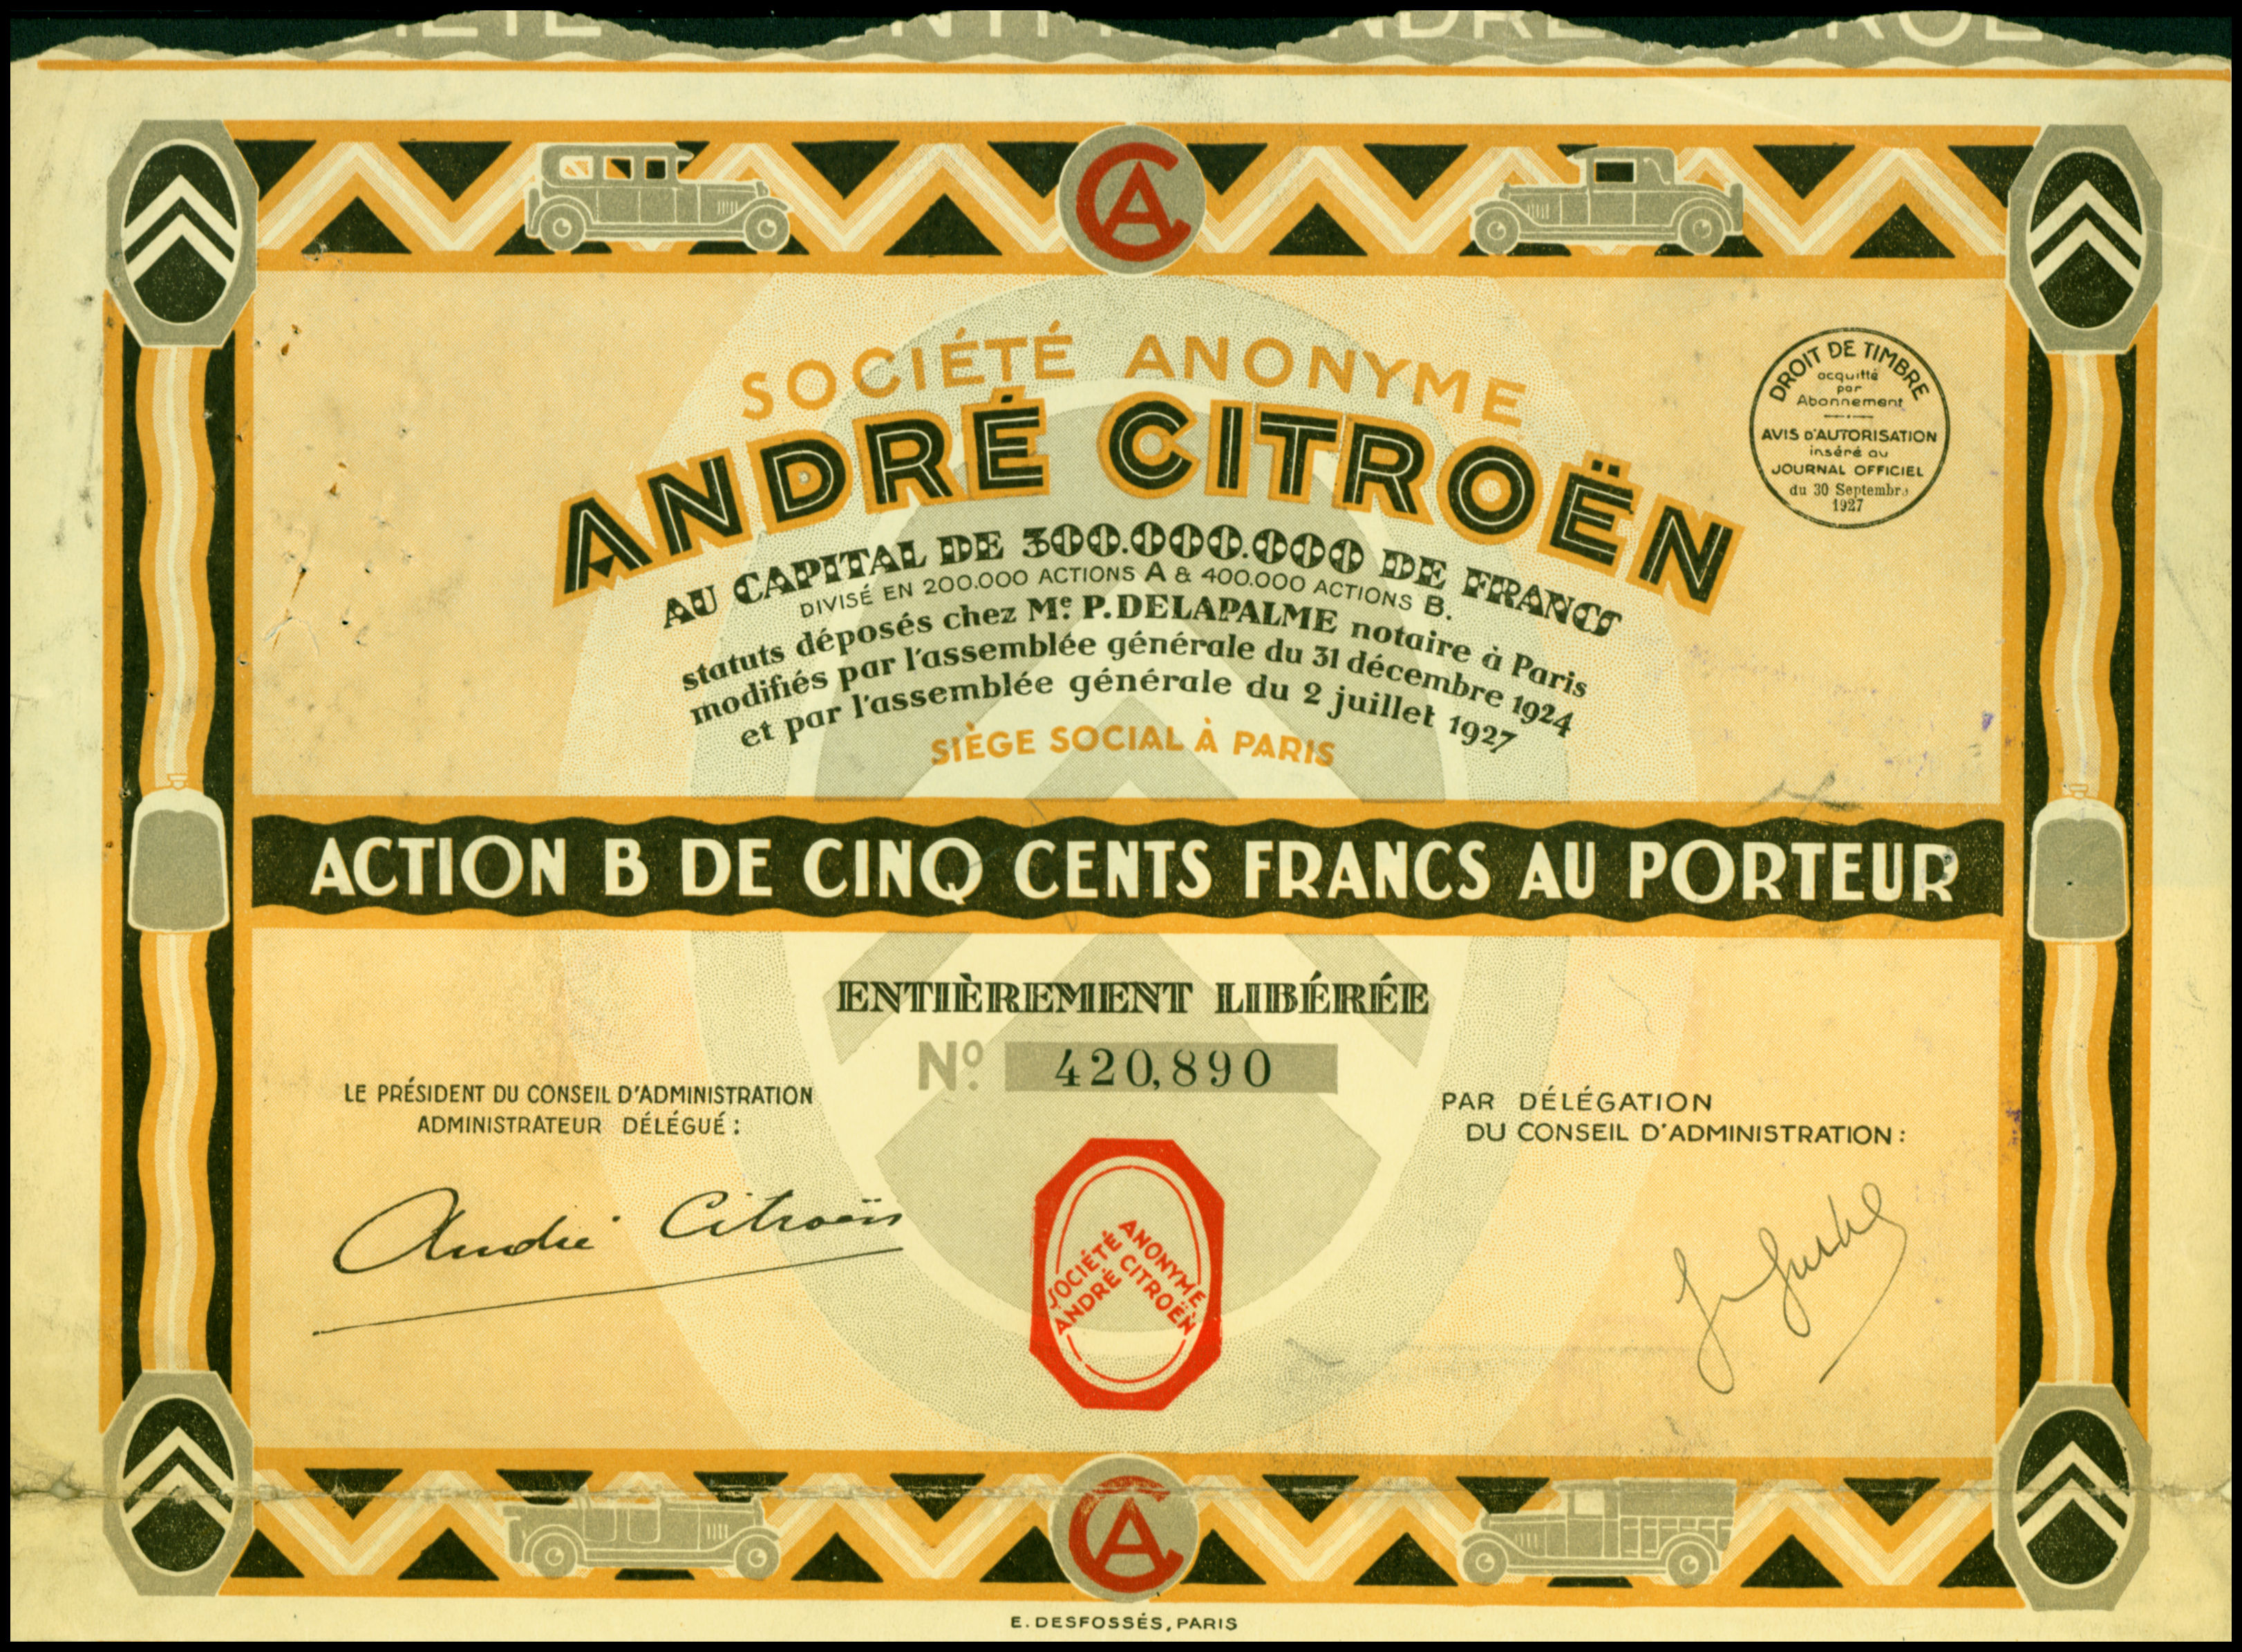 SOCIÉTÉ ANONYME
ANDRÉ CITROËN
AU CAPITAL DE 300.000.000 DE FRANCS
DIVISÉ EN 200.000 ACTIONS A & 400.000 ACTIONS B.
statuts déposés chez Me. P. DELAPALME notaire à Paris
modifiés par l'assemblée générale du 31 décembre 1924
et par l'assemblée générale du 2 juillet 1927
SIÈGE SOCIAL À PARIS
DROIT DE TIMBRE
acquitté
par
Abonnement
AVIS D'AUTORISATION
inséré au
JOURNAL OFFICIEL
du 30 Septembre
1927
ACTION B DE CINQ CENTS FRANCS AU PORTEUR
ENTIÈREMENT LIBÉRÉE
No. 420,890
LE PRÉSIDENT DU CONSEIL D'ADMINISTRATION
ADMINISTRATEUR DÉLÉGUÉ :
André Citroën
PAR DÉLÉGATION
DU CONSEIL D'ADMINISTRATION :
SOCIÉTÉ ANONYME
ANDRÉ CITROËN
E. DESFOSSÉS, PARIS